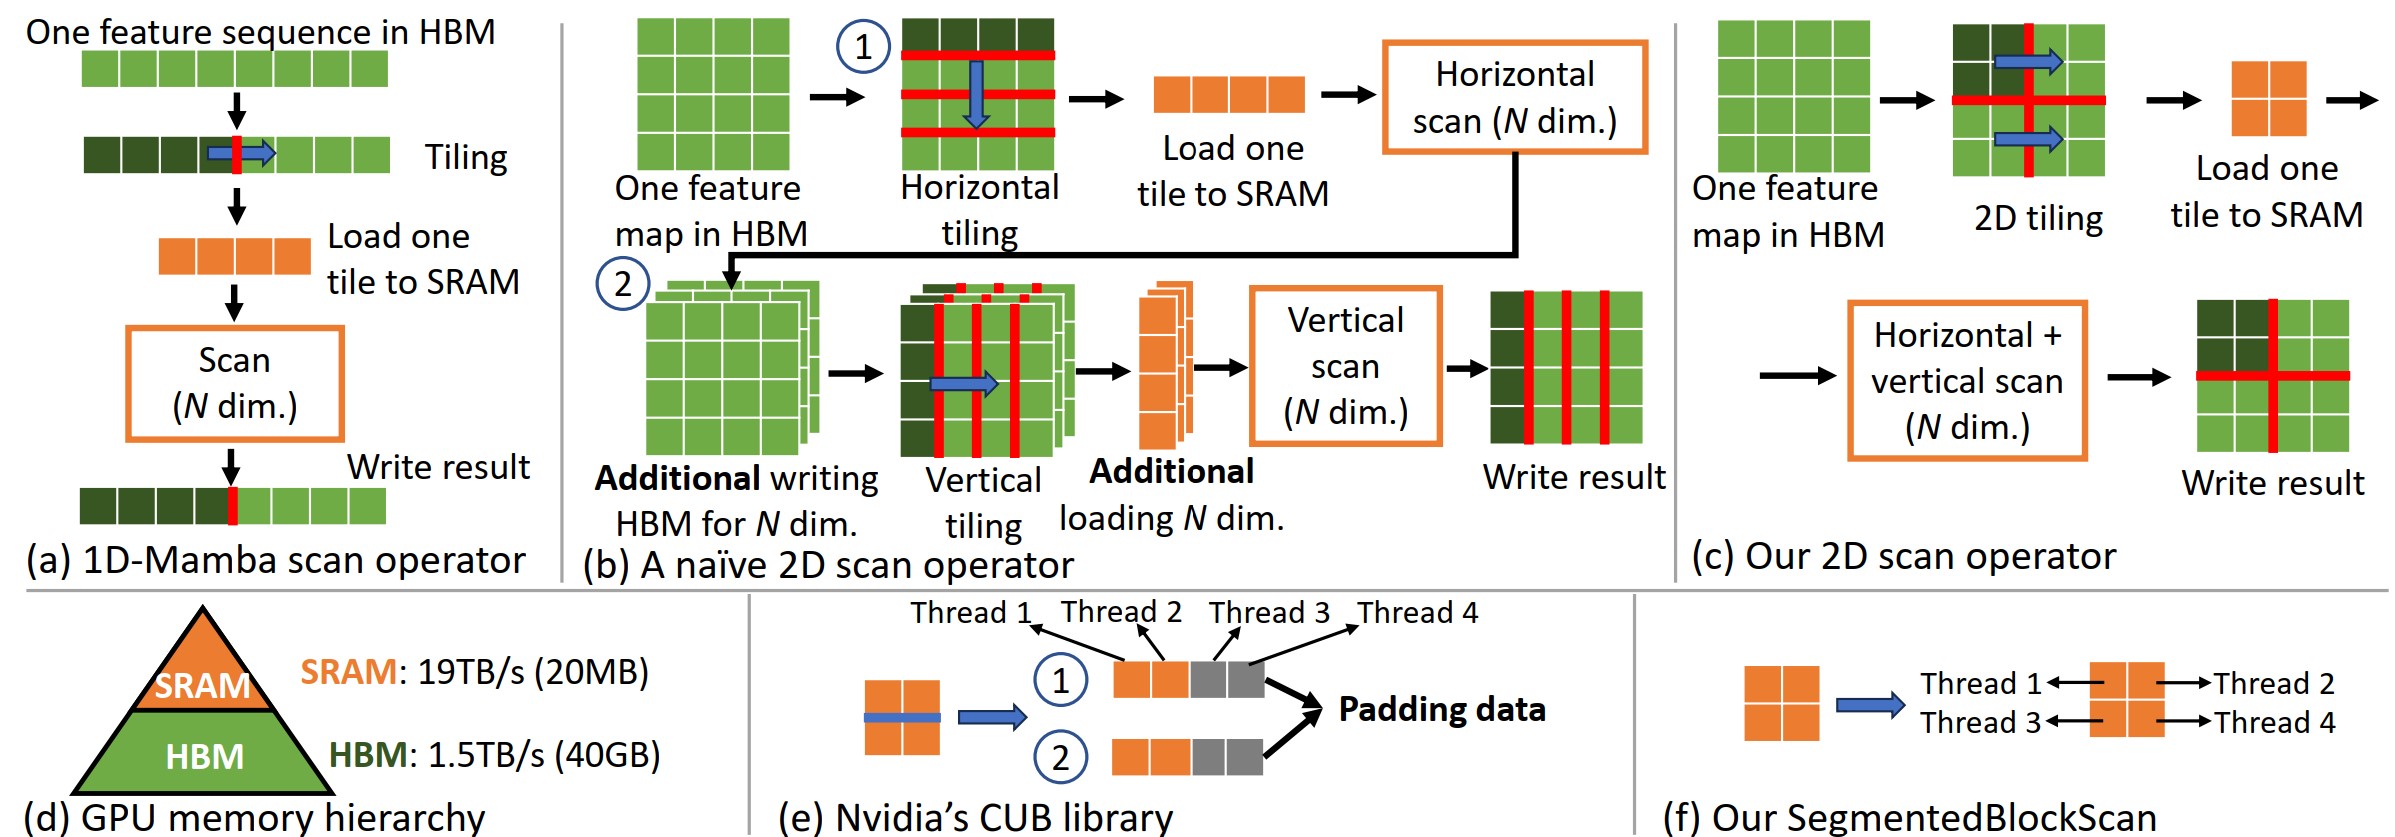 One feature sequence in HBM
Tiling
Load one
tile to SRAM
Scan
(N dim.)
Write result
(a) 1D-Mamba scan operator
1
One feature
map in HBM
Horizontal
tiling
Load one
tile to SRAM
Horizontal
scan (N dim.)
2
Additional writing
HBM for N dim.
Vertical
tiling
Additional
loading N dim.
Vertical
scan
(N dim.)
Write result
(b) A naïve 2D scan operator
One feature
map in HBM
2D tiling
Load one
tile to SRAM
Horizontal +
vertical scan
(N dim.)
Write result
(c) Our 2D scan operator
SRAM
HBM
SRAM: 19TB/s (20MB)
HBM: 1.5TB/s (40GB)
(d) GPU memory hierarchy
Thread 1 Thread 2 Thread 3 Thread 4
1
2
Padding data
(e) Nvidia’s CUB library
Thread 1 Thread 2
Thread 3 Thread 4
(f) Our SegmentedBlockScan